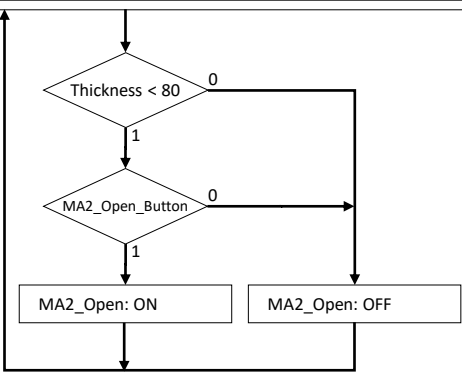 Thickness < 80
0
1
MA2_Open_Button
0
1
MA2_Open: ON
MA2_Open: OFF